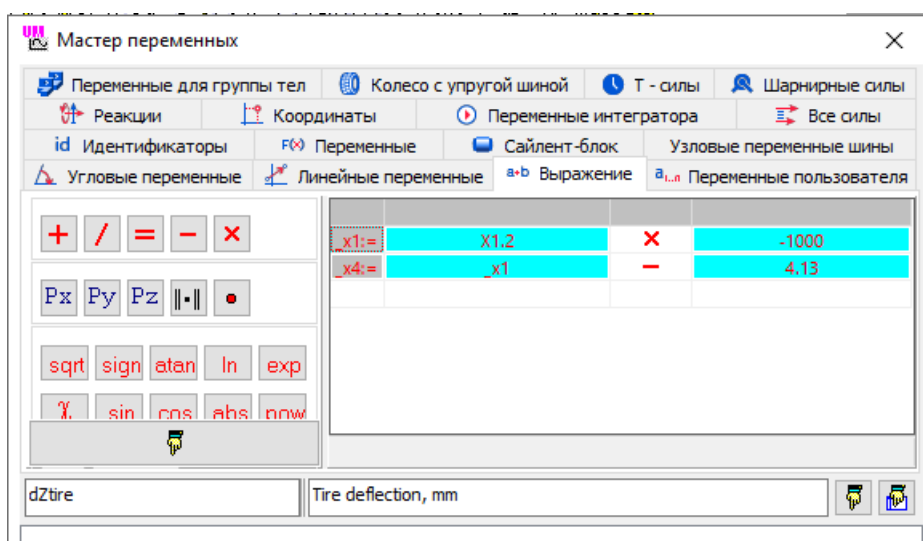 UM
Мастер переменных
Переменные для группы тел Колесо с упругой шиной T - силы Шарнирные силы
Реакции Координаты Переменные интегратора Все силы
id Идентификаторы F(x) Переменные Сайлент-блок Узловые переменные шины
Угловые переменные Линейные переменные a+b Выражение a...n Переменные пользователя
+ / = − ×
_x1:= X1.2 × -1000
_x4:= _x1 − 4.13
Px Py Pz ||▪|| •
sqrt sign atan ln exp
χ sin cos abs pow
dZtire Tire deflection, mm